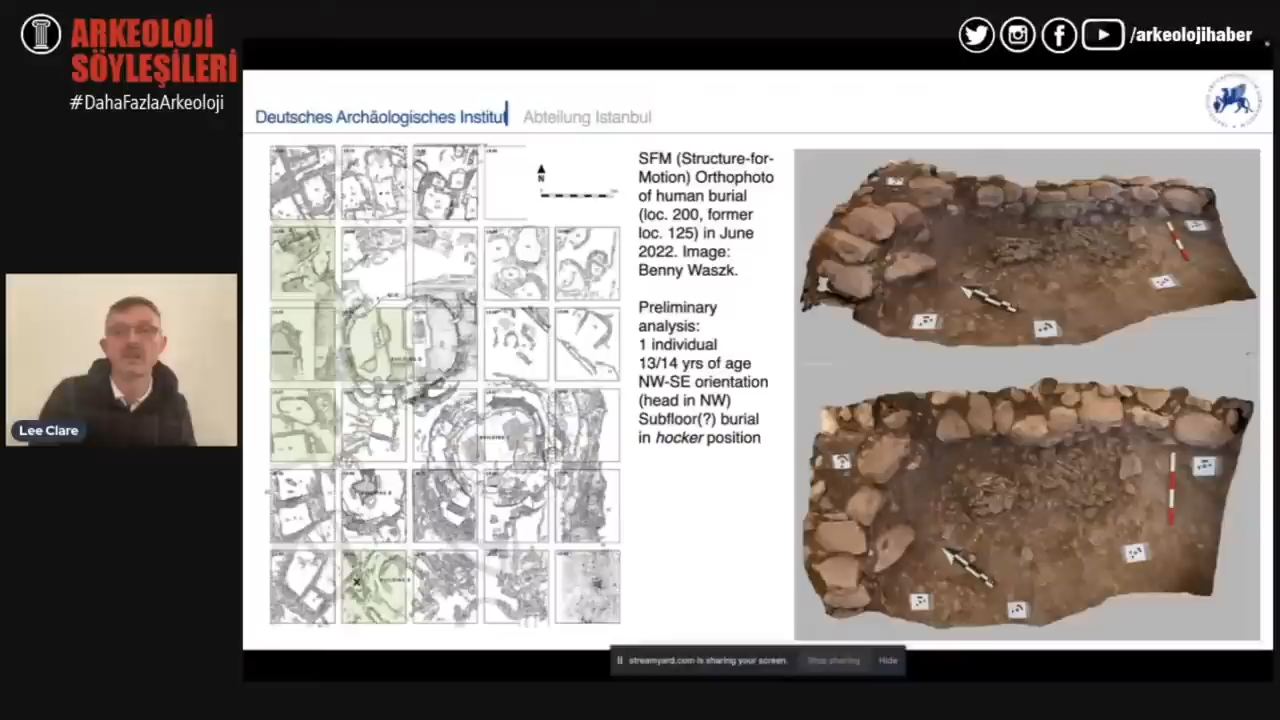 ARKEOLOJİ
SÖYLEŞİLERİ
#DahaFazlaArkeoloji
/arkeolojihaber
Deutsches Archäologisches Institut
Abteilung Istanbul
N
SFM (Structure-for-
Motion) Orthophoto
of human burial
(loc. 200, former
loc. 125) in June
2022. Image:
Benny Waszk.
Preliminary
analysis:
1 individual
13/14 yrs of age
NW-SE orientation
(head in NW)
Subfloor(?) burial
in hocker position
Lee Clare
streamyard.com is sharing your screen.
Stop sharing
Hide